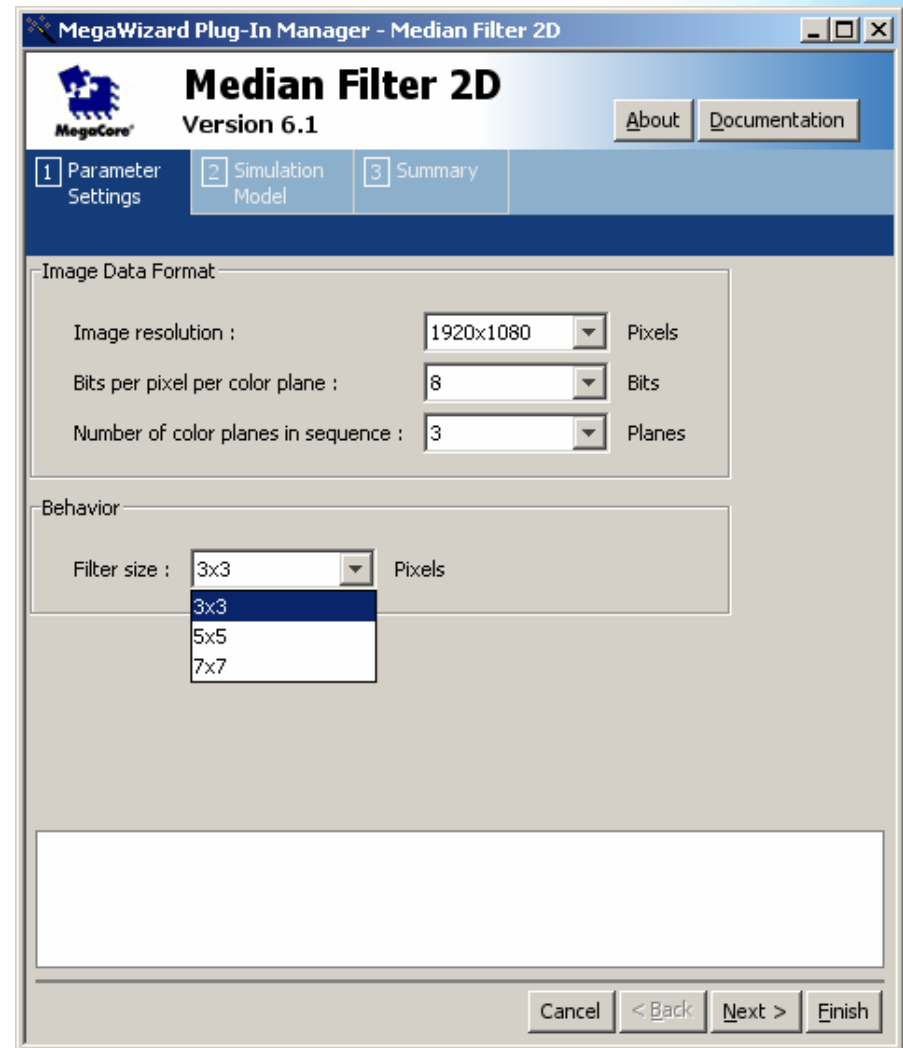 MegaWizard Plug-In Manager - Median Filter 2D
MegaCore®
Median Filter 2D
Version 6.1
About
Documentation
1 Parameter Settings
2 Simulation Model
3 Summary
Image Data Format
Image resolution : 1920x1080 Pixels
Bits per pixel per color plane : 8 Bits
Number of color planes in sequence : 3 Planes
Behavior
Filter size : 3x3 Pixels
3x3
5x5
7x7
Cancel < Back Next > Finish